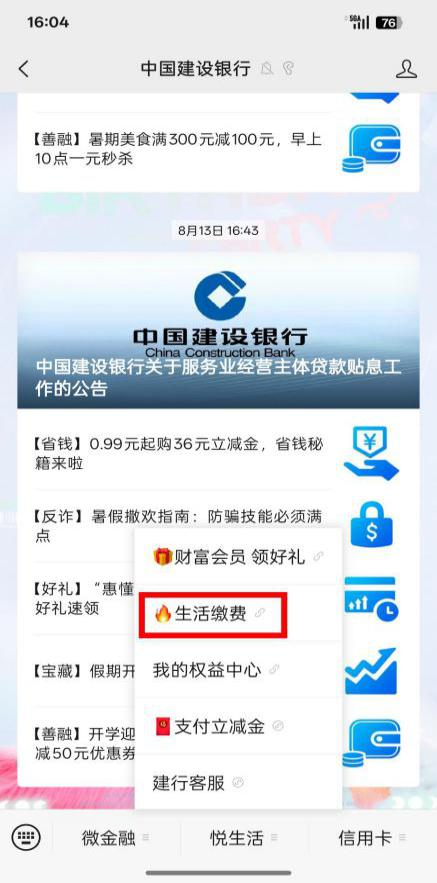 16:04
5GA
76
中国建设银行
【善融】暑期美食满300元减100元，早上
10点一元秒杀
8月13日 16:43
中国建设银行
China Construction Bank
中国建设银行关于服务业经营主体贷款贴息工
作的公告
【省钱】0.99元起购36元立减金，省钱秘
籍来啦
【反诈】暑假撒欢指南：防骗技能必须满
点
【好礼】“惠懂
好礼速领
【宝藏】假期开
【善融】开学迎
减50元优惠券
财富会员 领好礼
生活缴费
我的权益中心
支付立减金
建行客服
微金融
悦生活
信用卡